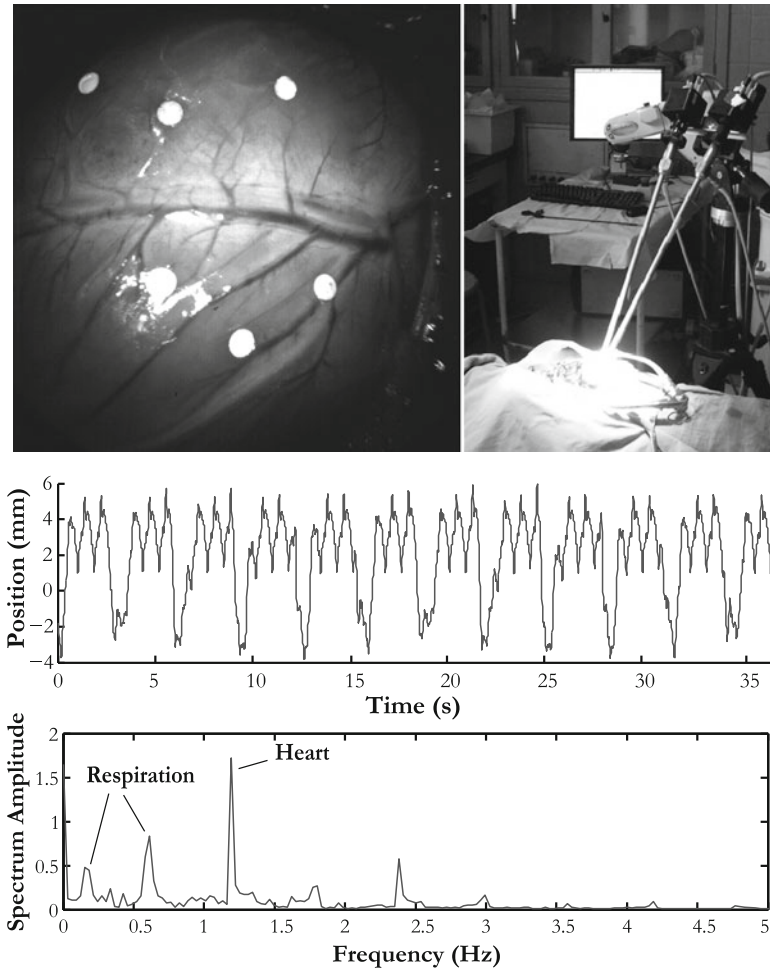 6
4
2
0
−2
−4
Position (mm)
0 5 10 15 20 25 30 35
Time (s)
2
1.5
1
0.5
0
Spectrum Amplitude
Heart
Respiration
0 0.5 1 1.5 2 2.5 3 3.5 4 4.5 5
Frequency (Hz)